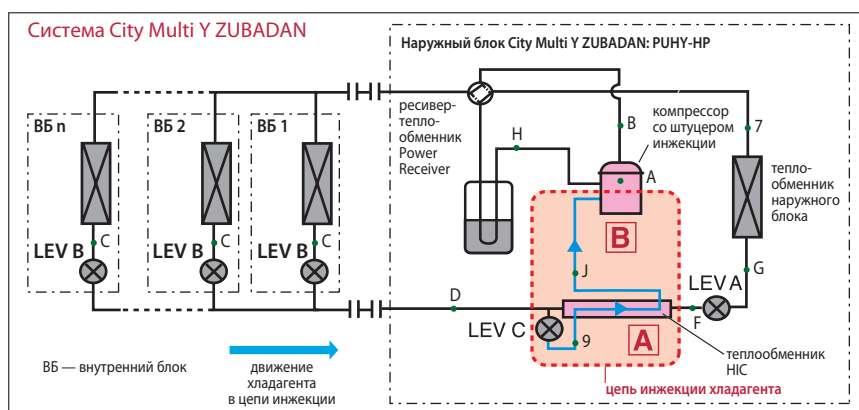 Система City Multi Y ZUBADAN
Наружный блок City Multi Y ZUBADAN: PUHY-HP
ресивер-
тепло-
обменник
Power
Receiver
компрессор
со штуцером
инжекции
B
7
H
A
ВБ n
ВБ 2
ВБ 1
тепло-
обменник
наружного
блока
B
LEV B
C
LEV B
C
LEV B
C
J
G
LEV A
D
F
LEV C
9
A
теплообменник
HIC
ВБ — внутренний блок
движение
хладагента
в цепи инжекции
цепь инжекции хладагента